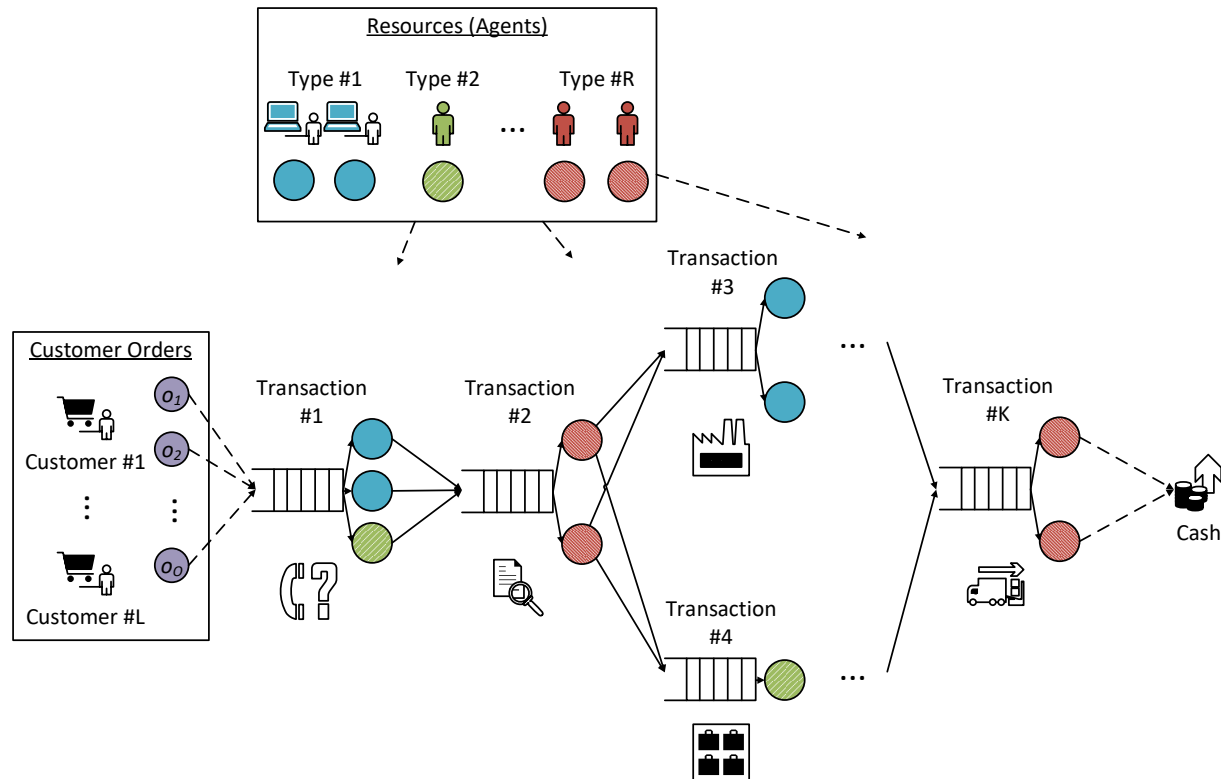 Resources (Agents)
Type #1
Type #2
Type #R
...
Transaction
#3
Customer Orders
o1
Customer #1
o2
...
...
oO
Customer #L
Transaction
#1
Transaction
#2
...
Transaction
#K
Cash
Transaction
#4
...